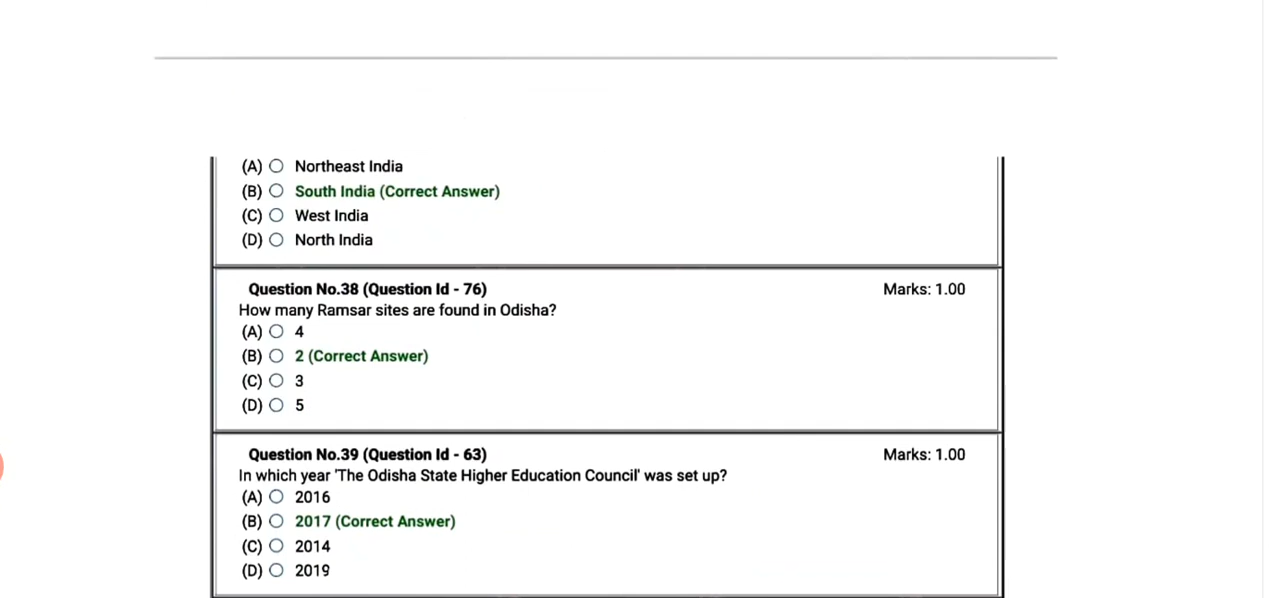 (A) Northeast India
(B) South India (Correct Answer)
(C) West India
(D) North India
Question No.38 (Question Id - 76) Marks: 1.00
How many Ramsar sites are found in Odisha?
(A) 4
(B) 2 (Correct Answer)
(C) 3
(D) 5
Question No.39 (Question Id - 63) Marks: 1.00
In which year 'The Odisha State Higher Education Council' was set up?
(A) 2016
(B) 2017 (Correct Answer)
(C) 2014
(D) 2019